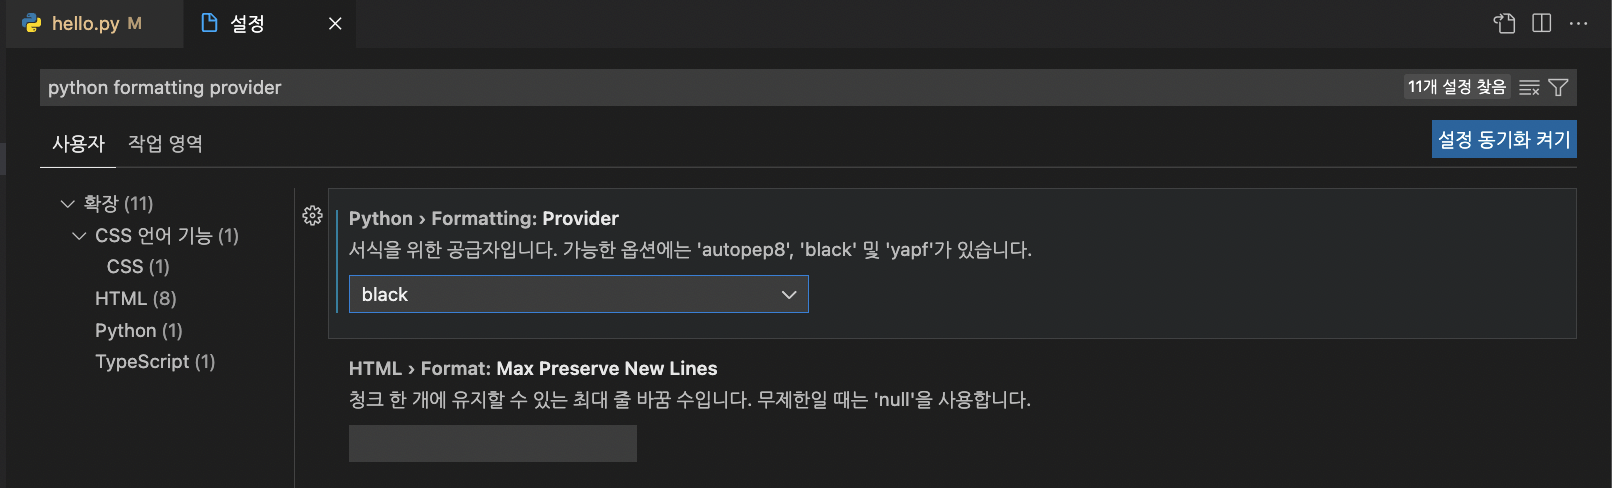 hello.py M
설정
python formatting provider
11개 설정 찾음
사용자
작업 영역
설정 동기화 켜기
확장 (11)
CSS 언어 기능 (1)
CSS (1)
HTML (8)
Python (1)
TypeScript (1)
Python › Formatting: Provider
서식을 위한 공급자입니다. 가능한 옵션에는 'autopep8', 'black' 및 'yapf'가 있습니다.
black
HTML › Format: Max Preserve New Lines
청크 한 개에 유지할 수 있는 최대 줄 바꿈 수입니다. 무제한일 때는 'null'을 사용합니다.